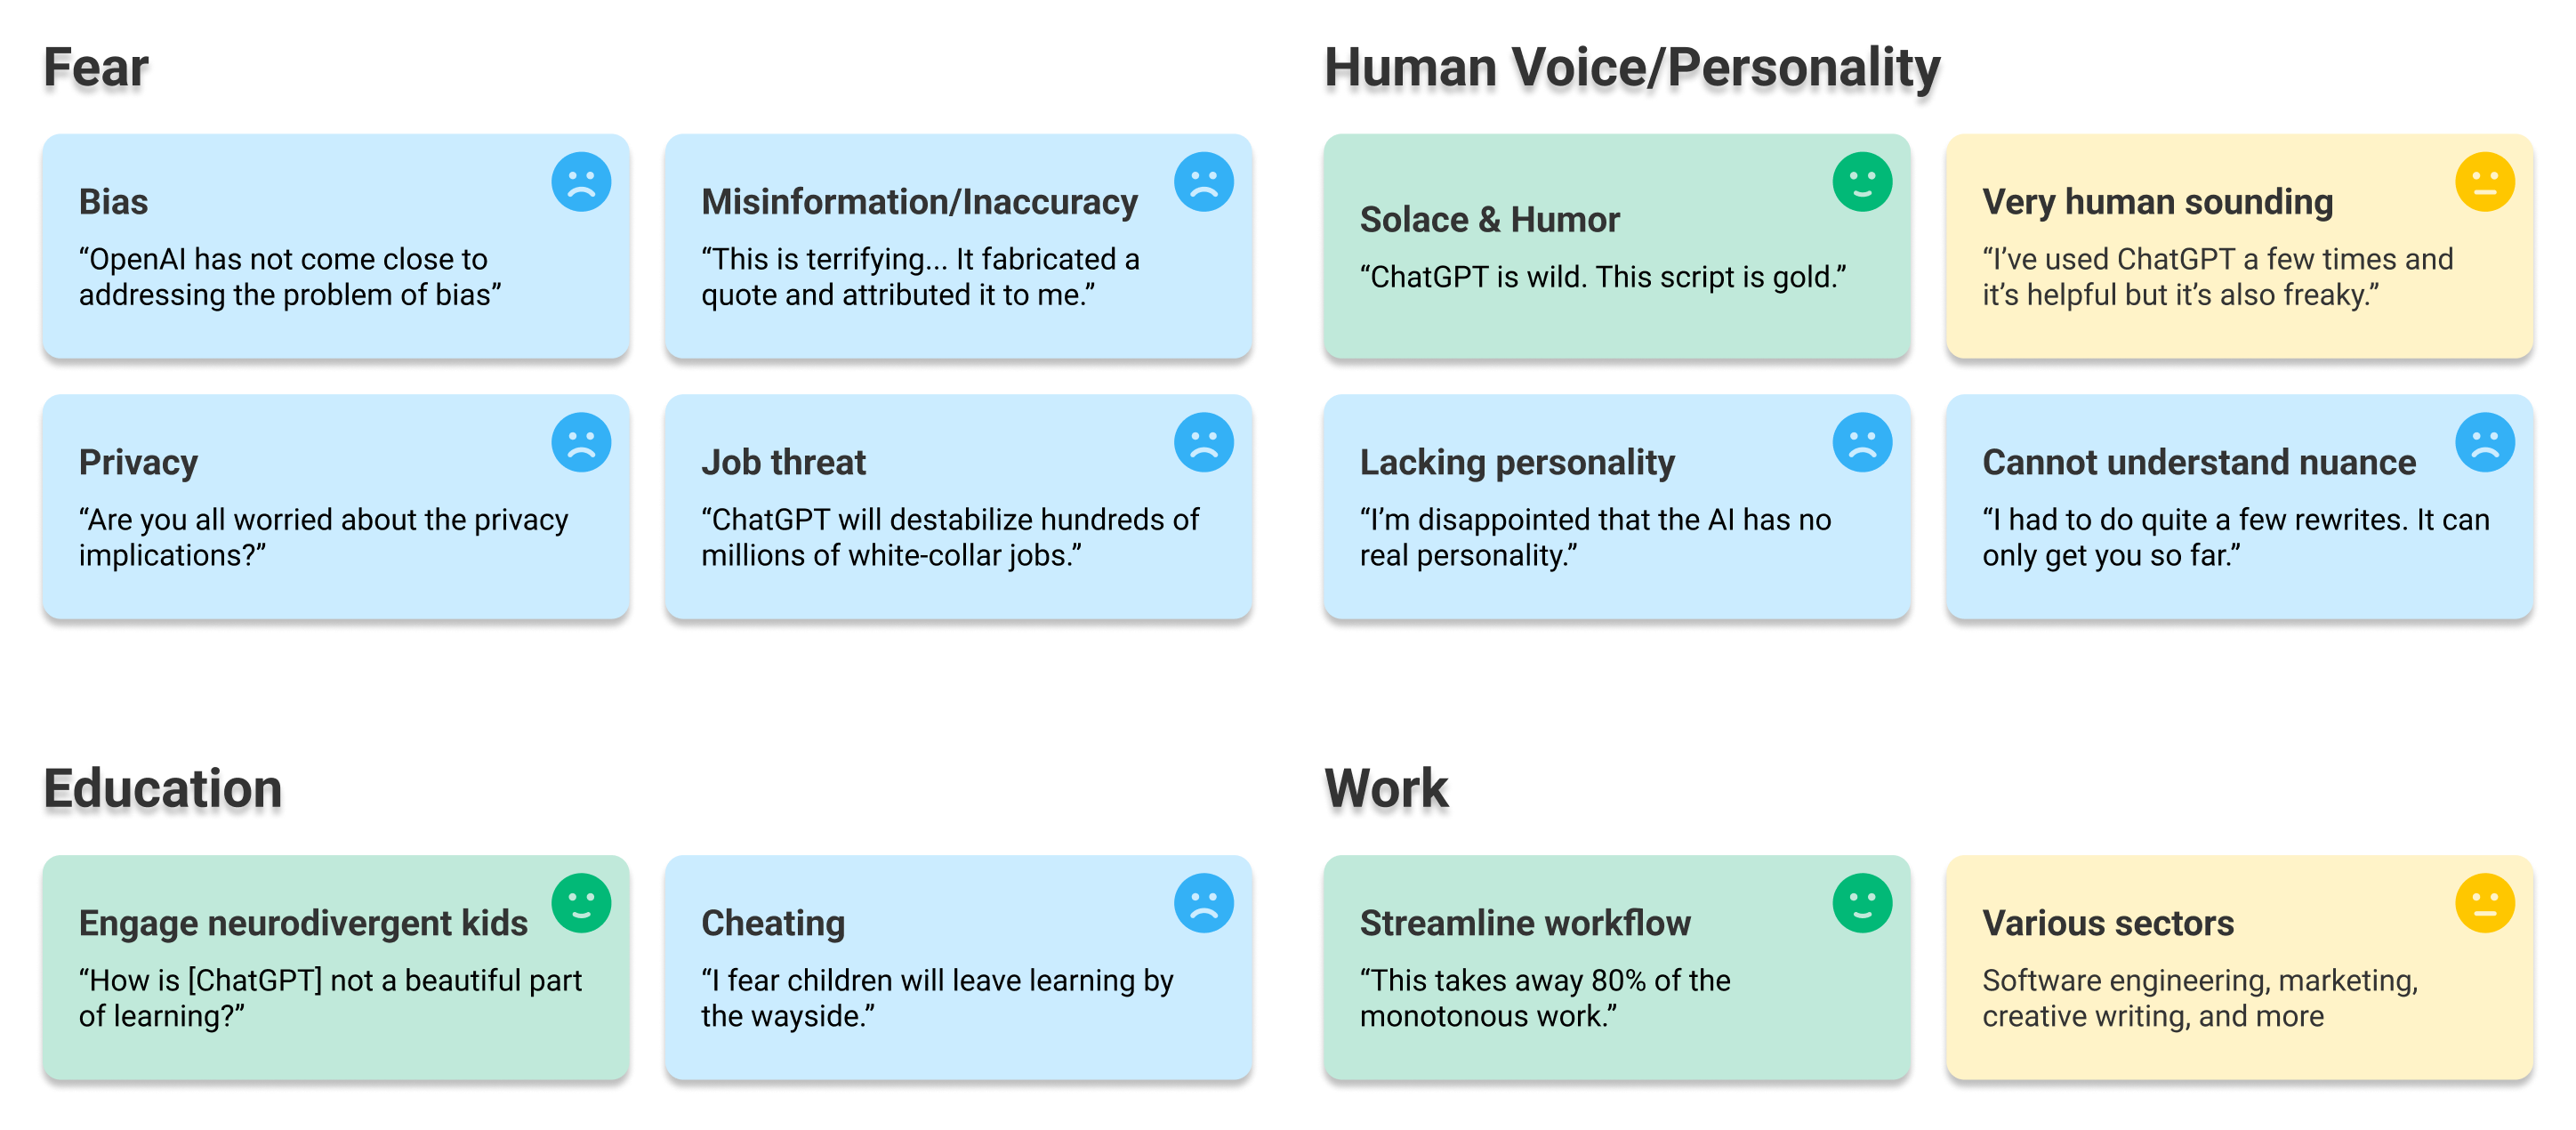 Fear
Bias
“OpenAI has not come close to
addressing the problem of bias”
Misinformation/Inaccuracy
“This is terrifying... It fabricated a
quote and attributed it to me.”
Privacy
“Are you all worried about the privacy
implications?”
Job threat
“ChatGPT will destabilize hundreds of
millions of white-collar jobs.”
Human Voice/Personality
Solace & Humor
“ChatGPT is wild. This script is gold.”
Very human sounding
“I’ve used ChatGPT a few times and
it’s helpful but it’s also freaky.”
Lacking personality
“I’m disappointed that the AI has no
real personality.”
Cannot understand nuance
“I had to do quite a few rewrites. It can
only get you so far.”
Education
Engage neurodivergent kids
“How is [ChatGPT] not a beautiful part
of learning?”
Cheating
“I fear children will leave learning by
the wayside.”
Work
Streamline workflow
“This takes away 80% of the
monotonous work.”
Various sectors
Software engineering, marketing,
creative writing, and more